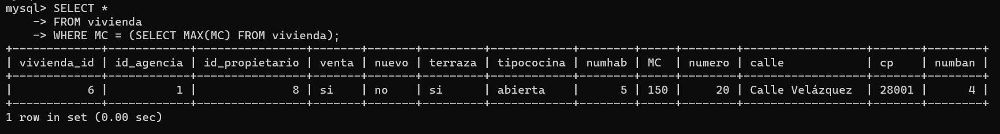 mysql> SELECT *
    -> FROM vivienda
    -> WHERE MC = (SELECT MAX(MC) FROM vivienda);
+-------------+------------+----------------+-------+-------+---------+------------+--------+-----+--------+------------------+-------+--------+
| vivienda_id | id_agencia | id_propietario | venta | nuevo | terraza | tipococina | numhab | MC  | numero | calle            | cp    | numban |
+-------------+------------+----------------+-------+-------+---------+------------+--------+-----+--------+------------------+-------+--------+
|           6 |          1 |              8 | si    | no    | si      | abierta    |      5 | 150 |     20 | Calle Velázquez  | 28001 |      4 |
+-------------+------------+----------------+-------+-------+---------+------------+--------+-----+--------+------------------+-------+--------+
1 row in set (0.00 sec)